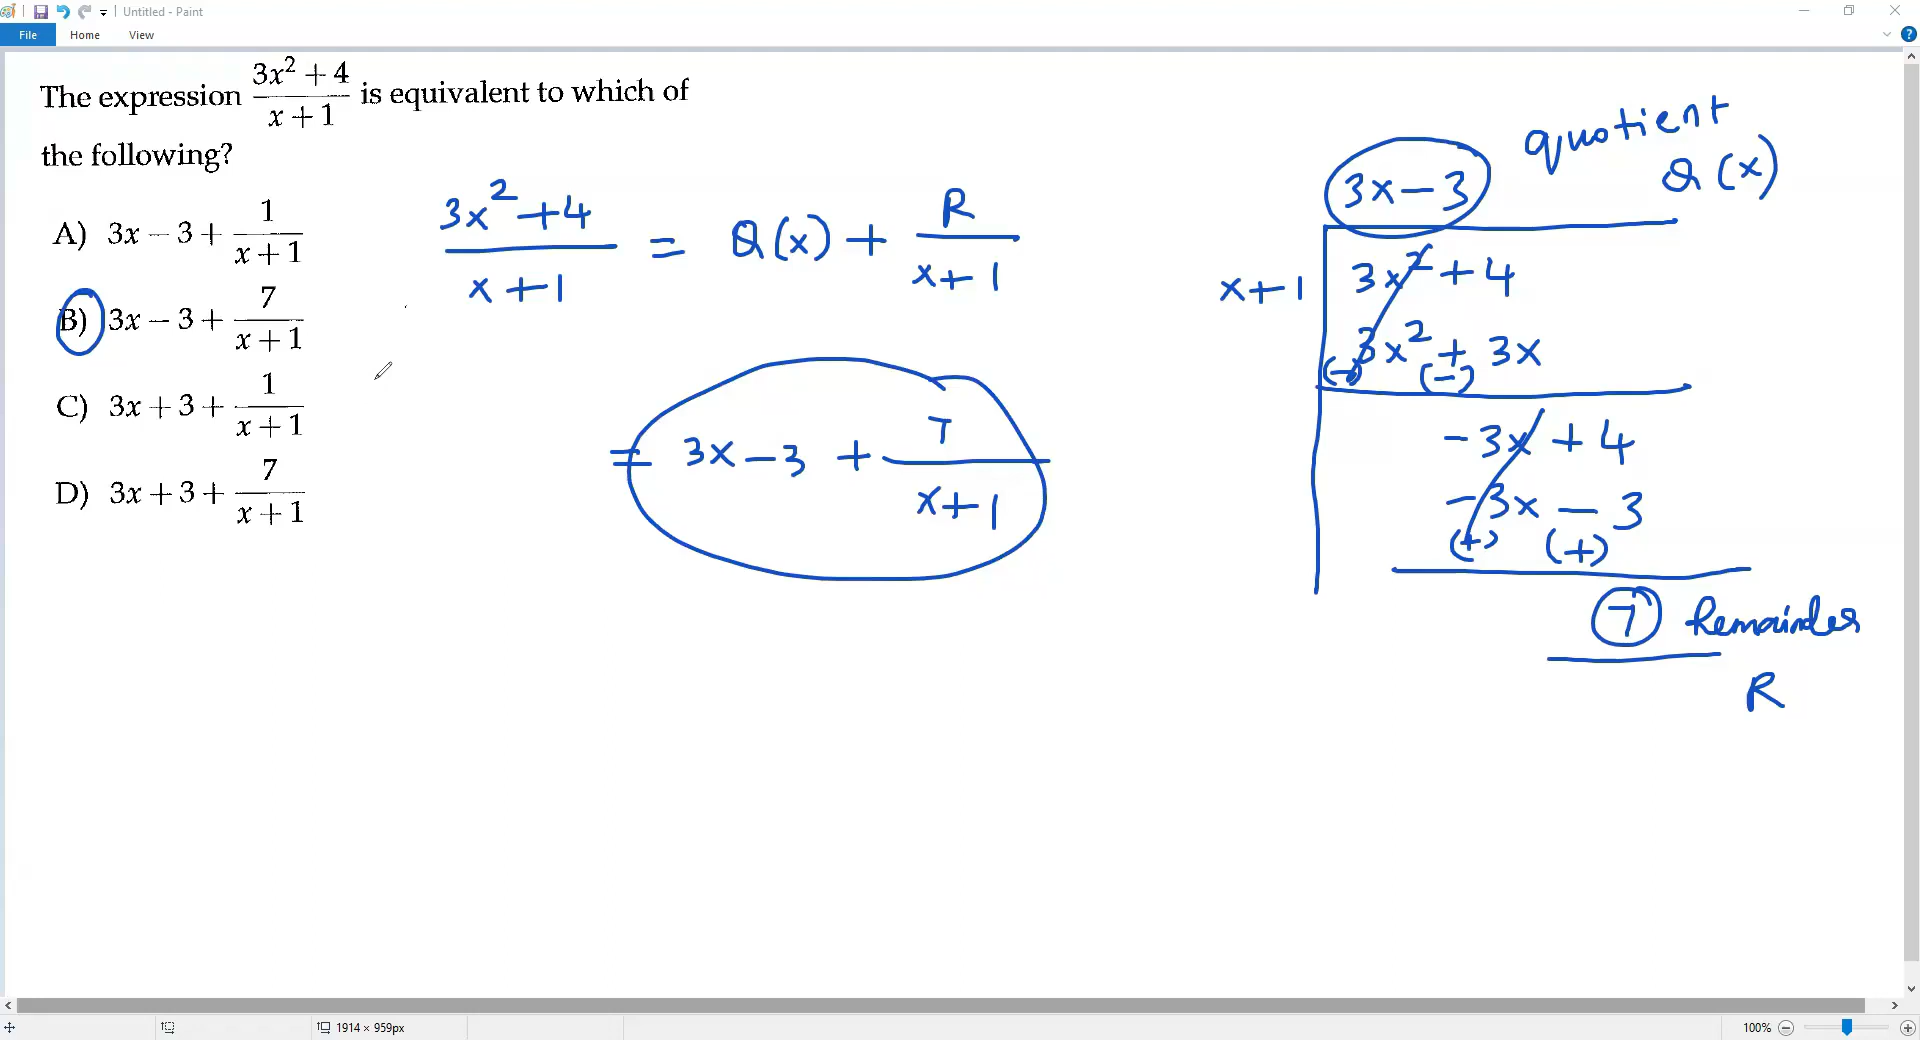 Untitled - Paint
File Home View
The expression (3x² + 4)/(x + 1) is equivalent to which of
the following?
A) 3x − 3 + 1/(x + 1)
B) 3x − 3 + 7/(x + 1)
C) 3x + 3 + 1/(x + 1)
D) 3x + 3 + 7/(x + 1)
(3x² + 4)/(x + 1) = Q(x) + R/(x + 1)
= 3x − 3 + 7/(x + 1)
quotient
Q(x)
3x − 3
x + 1 3x² + 4
3x² + 3x
(−) (−)
−3x + 4
−3x − 3
(+) (+)
7 Remainder
R
1914 × 959px
100%